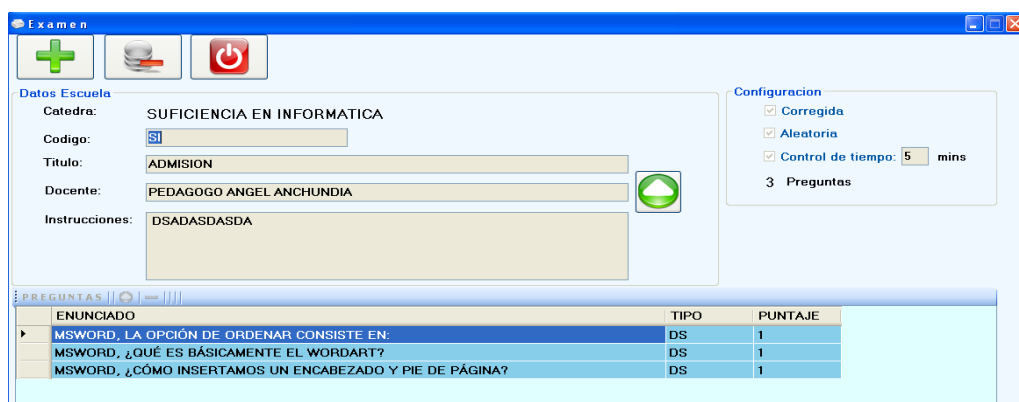 Examen
Datos Escuela
Catedra: SUFICIENCIA EN INFORMATICA
Codigo: SI
Titulo: ADMISION
Docente: PEDAGOGO ANGEL ANCHUNDIA
Instrucciones: DSADASDASDA
Configuracion
Corregida
Aleatoria
Control de tiempo: 5 mins
3 Preguntas
PREGUNTAS
ENUNCIADO TIPO PUNTAJE
MSWORD, LA OPCIÓN DE ORDENAR CONSISTE EN: DS 1
MSWORD, ¿QUÉ ES BÁSICAMENTE EL WORDART? DS 1
MSWORD, ¿CÓMO INSERTAMOS UN ENCABEZADO Y PIE DE PÁGINA? DS 1